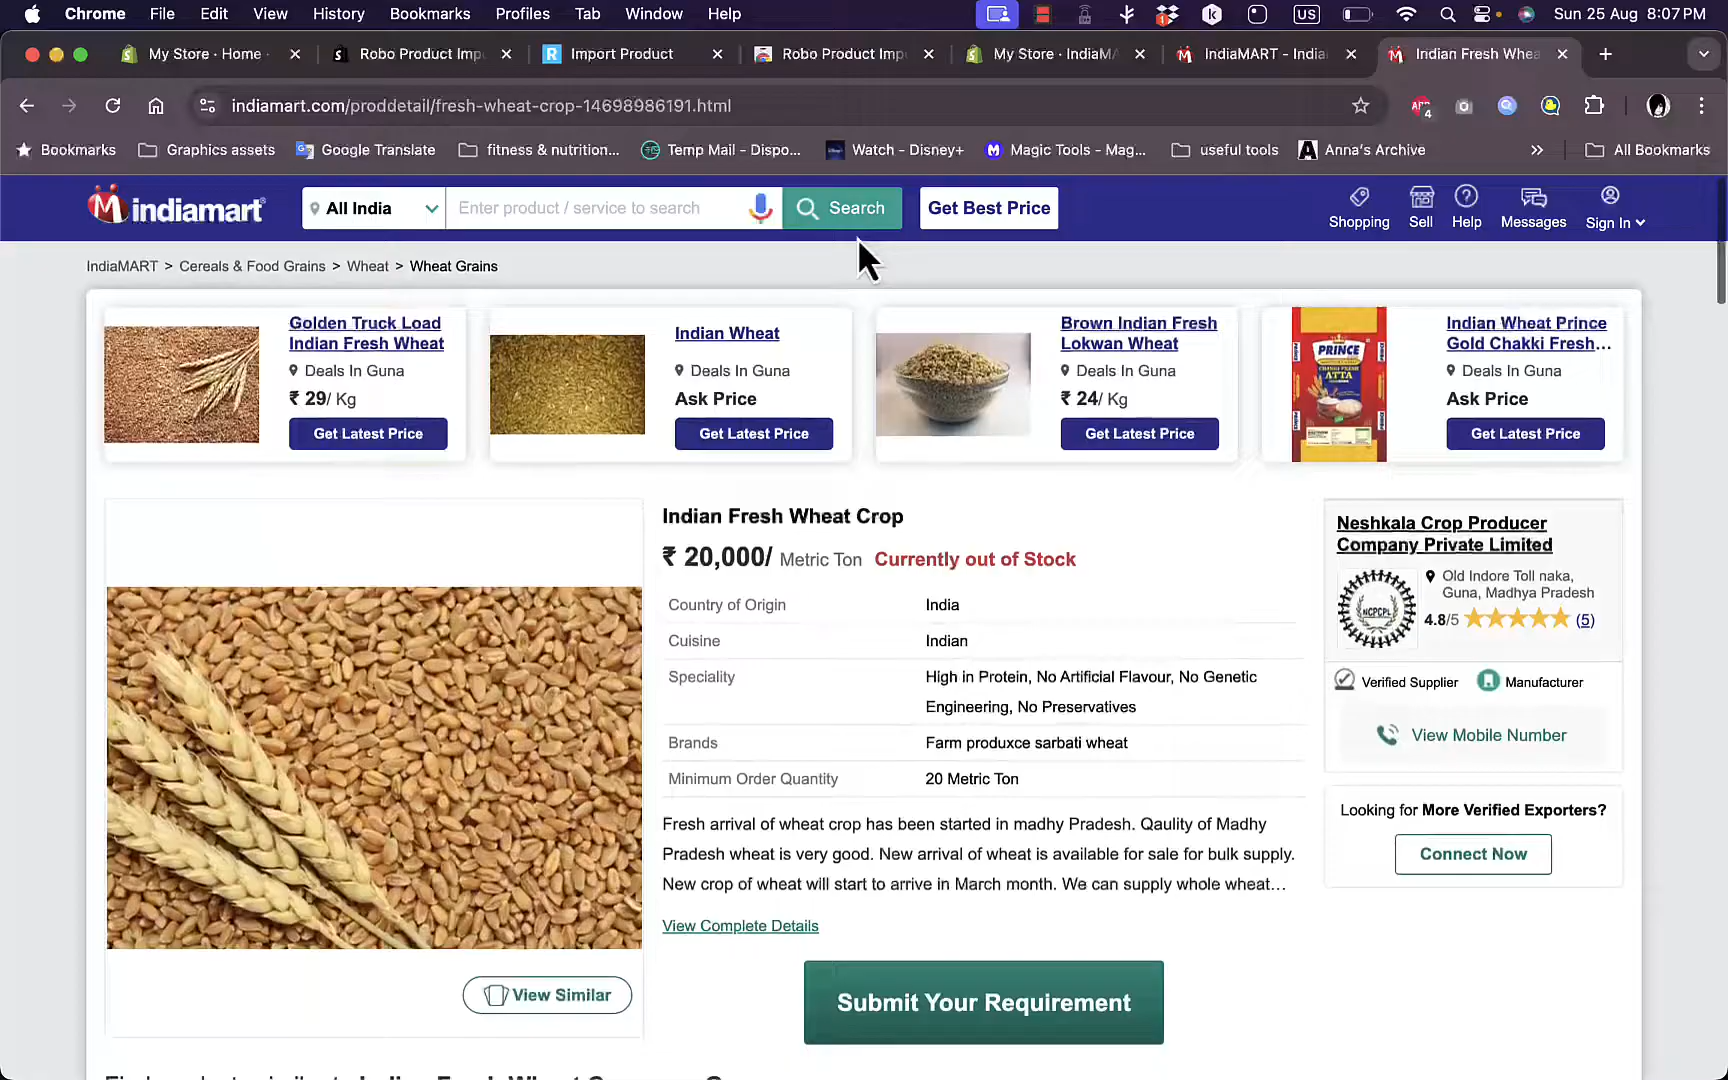 Chrome File Edit View History Bookmarks Profiles Tab Window Help US Sun 25 Aug 8:07 PM
My Store · Home Robo Product Imp Import Product Robo Product Imp My Store · IndiaM IndiaMART - India Indian Fresh Whea
indiamart.com/proddetail/fresh-wheat-crop-14698986191.html 4
Bookmarks Graphics assets Google Translate fitness & nutrition... Temp Mail - Dispo... Watch - Disney+ Magic Tools - Mag... useful tools Anna's Archive All Bookmarks
indiamart All India Enter product / service to search Search Get Best Price Shopping Sell Help Messages Sign In
IndiaMART > Cereals & Food Grains > Wheat > Wheat Grains
Golden Truck Load
Indian Fresh Wheat
Deals In Guna
₹ 29/ Kg
Get Latest Price
Indian Wheat
Deals In Guna
Ask Price
Get Latest Price
Brown Indian Fresh
Lokwan Wheat
Deals In Guna
₹ 24/ Kg
Get Latest Price
PRINCE
ATTA
Indian Wheat Prince
Gold Chakki Fresh...
Deals In Guna
Ask Price
Get Latest Price
View Similar
Indian Fresh Wheat Crop
₹ 20,000/ Metric Ton Currently out of Stock
Country of Origin India
Cuisine Indian
Speciality High in Protein, No Artificial Flavour, No Genetic
Engineering, No Preservatives
Brands Farm produxce sarbati wheat
Minimum Order Quantity 20 Metric Ton
Fresh arrival of wheat crop has been started in madhy Pradesh. Qaulity of Madhy
Pradesh wheat is very good. New arrival of wheat is available for sale for bulk supply.
New crop of wheat will start to arrive in March month. We can supply whole wheat...
View Complete Details
Submit Your Requirement
Neshkala Crop Producer
Company Private Limited
NCPCPL
Old Indore Toll naka,
Guna, Madhya Pradesh
4.8/5 (5)
Verified Supplier Manufacturer
View Mobile Number
Looking for More Verified Exporters?
Connect Now